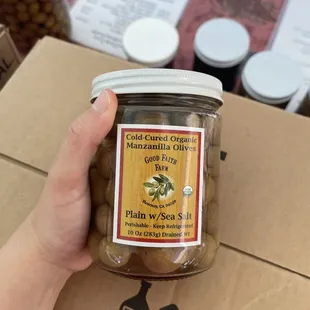 Cold-Cured Organic
Manzanilla Olives
GOOD FAITH
FARM
Plain w/Sea Salt
Perishable - Keep Refrigerated
10 Oz (283g) Drained Wt